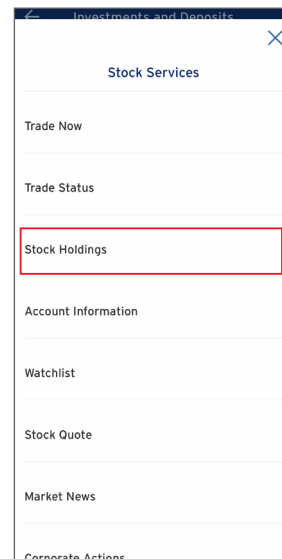 Investments and Deposits
Stock Services
Trade Now
Trade Status
Stock Holdings
Account Information
Watchlist
Stock Quote
Market News
Corporate Actions